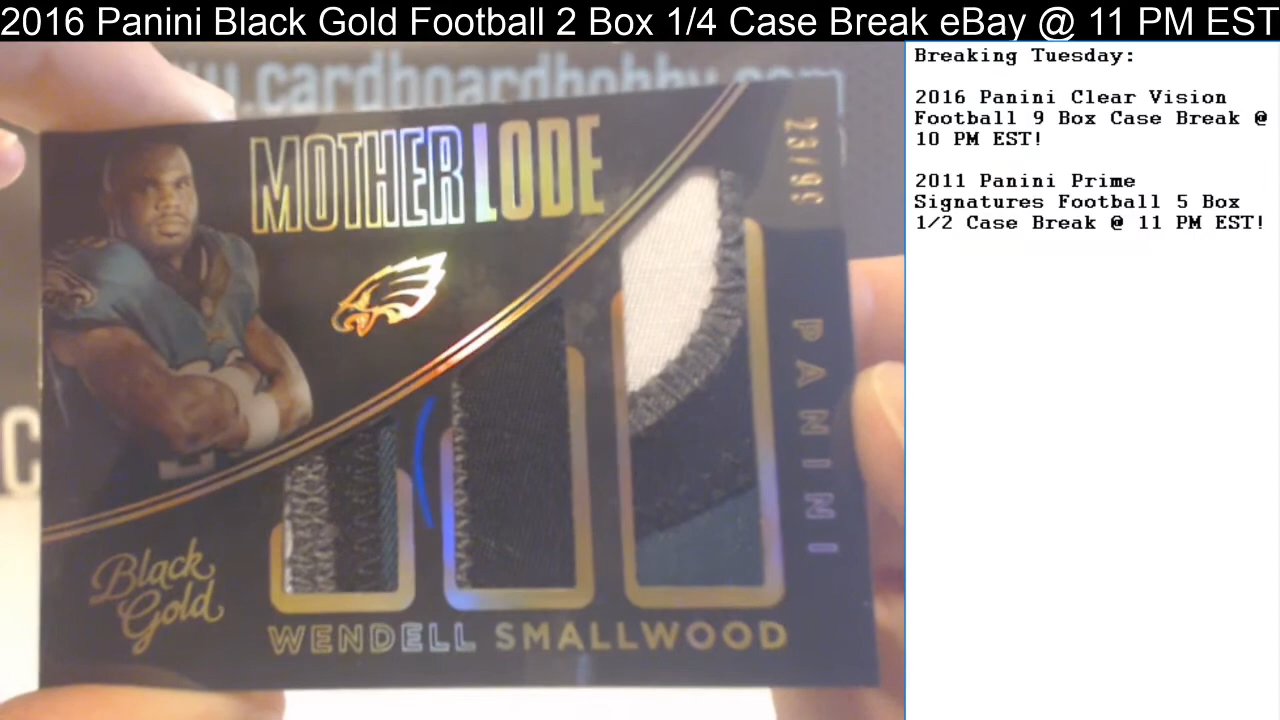 2016 Panini Black Gold Football 2 Box 1/4 Case Break eBay @ 11 PM EST
Breaking Tuesday:
2016 Panini Clear Vision
Football 9 Box Case Break @
10 PM EST!
2011 Panini Prime
Signatures Football 5 Box
1/2 Case Break @ 11 PM EST!
.cardboardhobby.com
MOTHER LODE
PANINI
Black
Gold
WENDELL SMALLWOOD